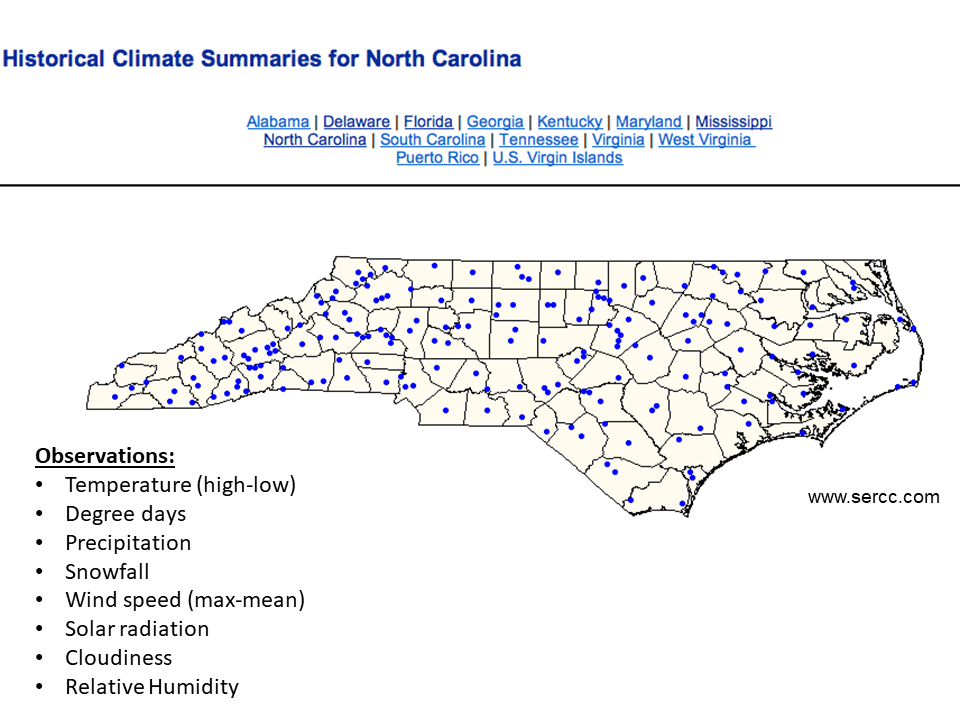 Historical Climate Summaries for North Carolina
Alabama | Delaware | Florida | Georgia | Kentucky | Maryland | Mississippi
North Carolina | South Carolina | Tennessee | Virginia | West Virginia
Puerto Rico | U.S. Virgin Islands
Observations:
• Temperature (high-low)
• Degree days
• Precipitation
• Snowfall
• Wind speed (max-mean)
• Solar radiation
• Cloudiness
• Relative Humidity
www.sercc.com